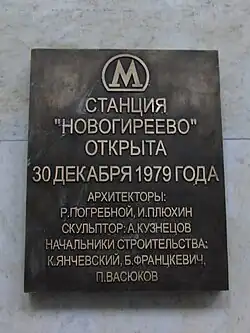 М
СТАНЦИЯ
"НОВОГИРЕЕВО"
ОТКРЫТА
30 ДЕКАБРЯ 1979 ГОДА
АРХИТЕКТОРЫ:
Р.ПОГРЕБНОЙ, И.ПЛЮХИН
СКУЛЬПТОР: А.КУЗНЕЦОВ
НАЧАЛЬНИКИ СТРОИТЕЛЬСТВА:
К.ЯНЧЕВСКИЙ, Б.ФРАНЦКЕВИЧ,
П.ВАСЮКОВ